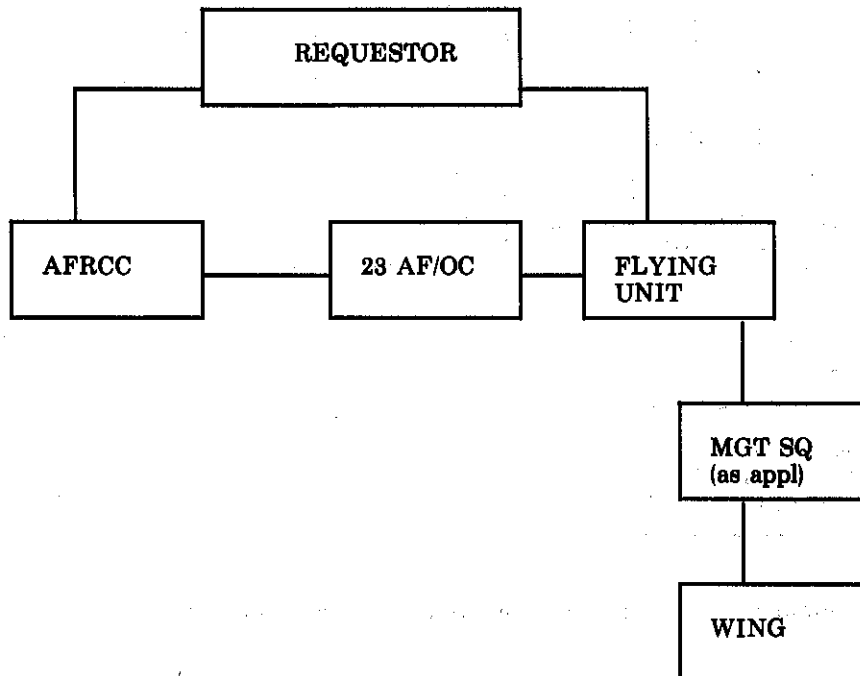 REQUESTOR
AFRCC
23 AF/OC
FLYING
UNIT
MGT SQ
(as appl)
WING